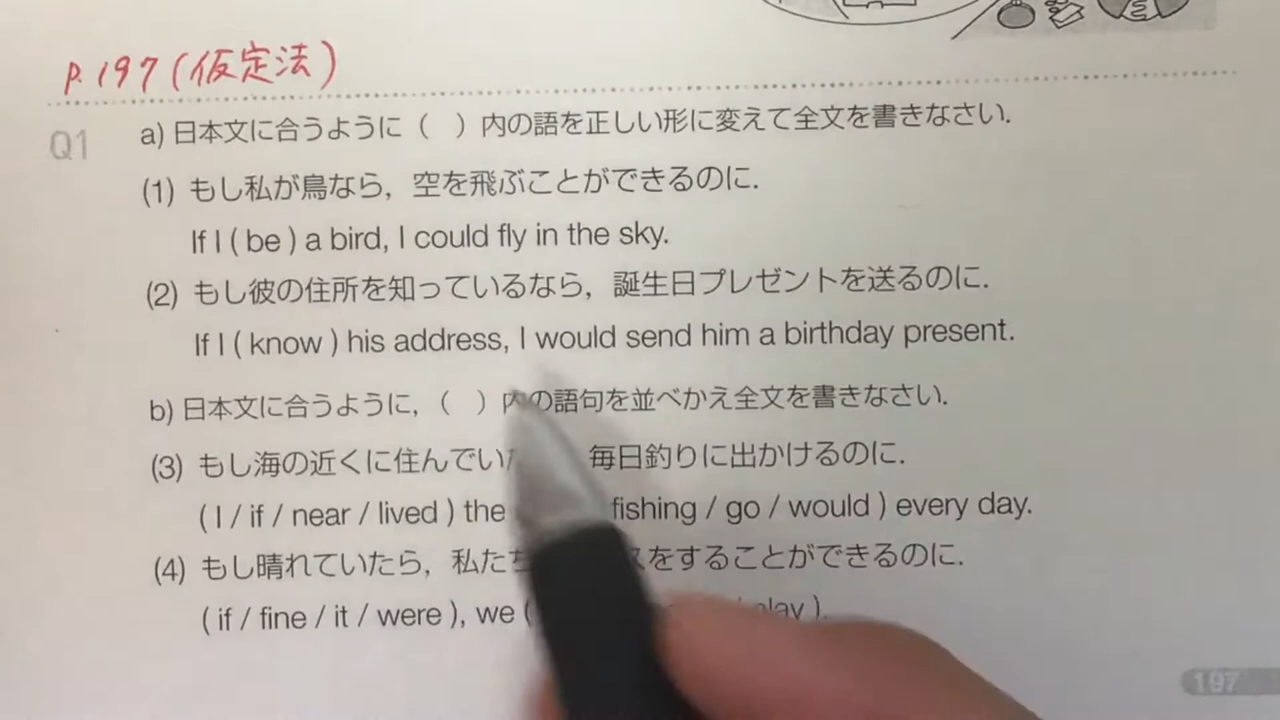 P.197(仮定法)
Q1 a) 日本文に合うように（ ）内の語を正しい形に変えて全文を書きなさい.
(1) もし私が鳥なら，空を飛ぶことができるのに.
If I ( be ) a bird, I could fly in the sky.
(2) もし彼の住所を知っているなら，誕生日プレゼントを送るのに.
If I ( know ) his address, I would send him a birthday present.
b) 日本文に合うように，（ ）内の語句を並べかえ全文を書きなさい.
(3) もし海の近くに住んでい 毎日釣りに出かけるのに.
( I / if / near / lived ) the fishing / go / would ) every day.
(4) もし晴れていたら，私た スをすることができるのに.
( if / fine / it / were ), we ( / play ).
197